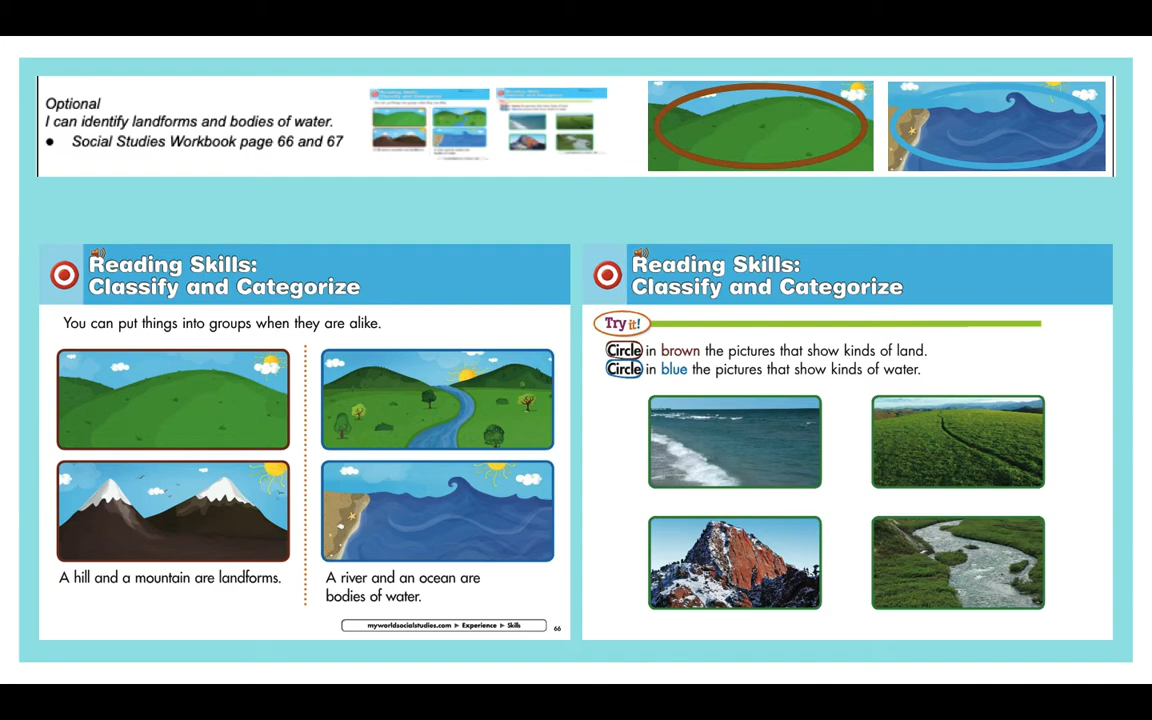 Optional
I can identify landforms and bodies of water.
● Social Studies Workbook page 66 and 67
Reading Skills:
Classify and Categorize
You can put things into groups when they are alike.
A hill and a mountain are landforms.
A river and an ocean are
bodies of water.
myworldsocialstudies.com ► Experience ► Skills
66
Reading Skills:
Classify and Categorize
Try it!
Circle in brown the pictures that show kinds of land.
Circle in blue the pictures that show kinds of water.